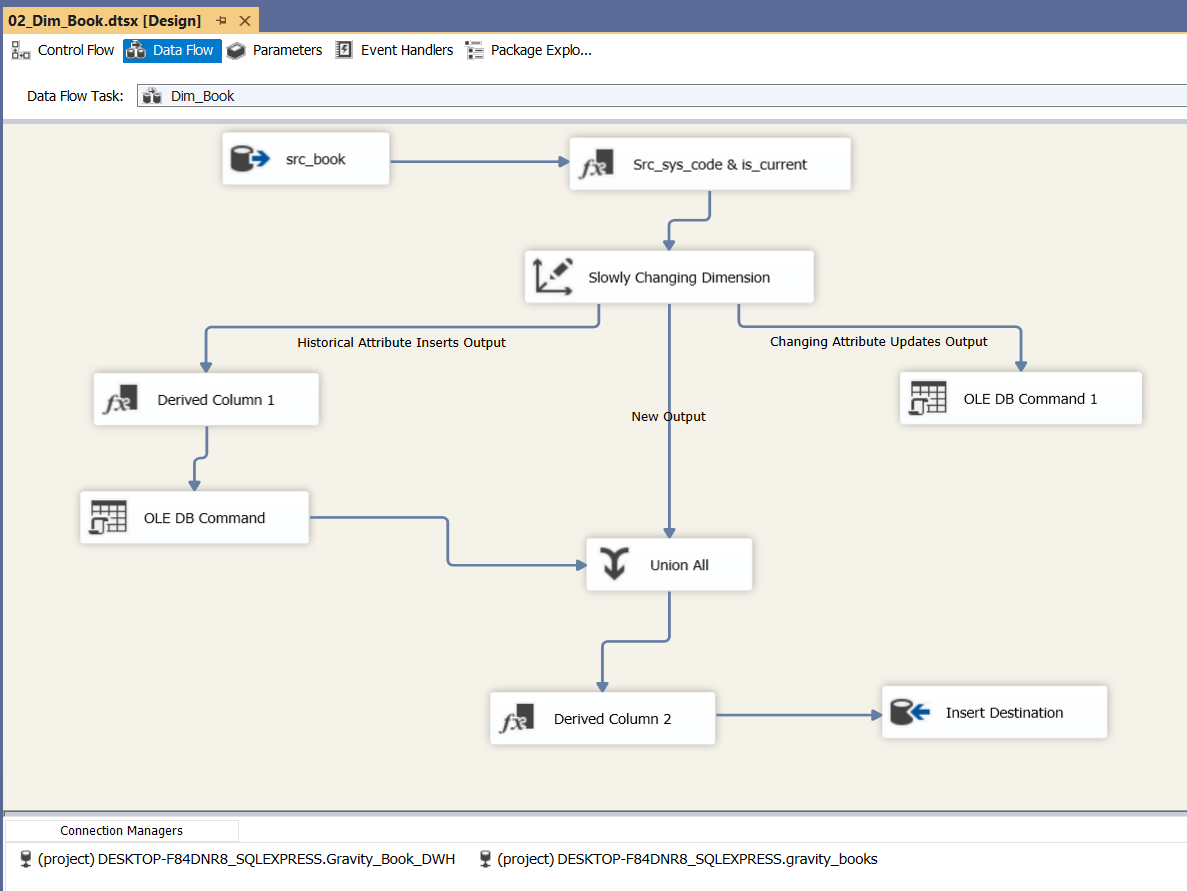 02_Dim_Book.dtsx [Design]
Control Flow
Data Flow
Parameters
Event Handlers
Package Explo...
Data Flow Task:
Dim_Book
src_book
Src_sys_code & is_current
Slowly Changing Dimension
Historical Attribute Inserts Output
Changing Attribute Updates Output
Derived Column 1
New Output
OLE DB Command 1
OLE DB Command
Union All
Derived Column 2
Insert Destination
Connection Managers
(project) DESKTOP-F84DNR8_SQLEXPRESS.Gravity_Book_DWH
(project) DESKTOP-F84DNR8_SQLEXPRESS.gravity_books